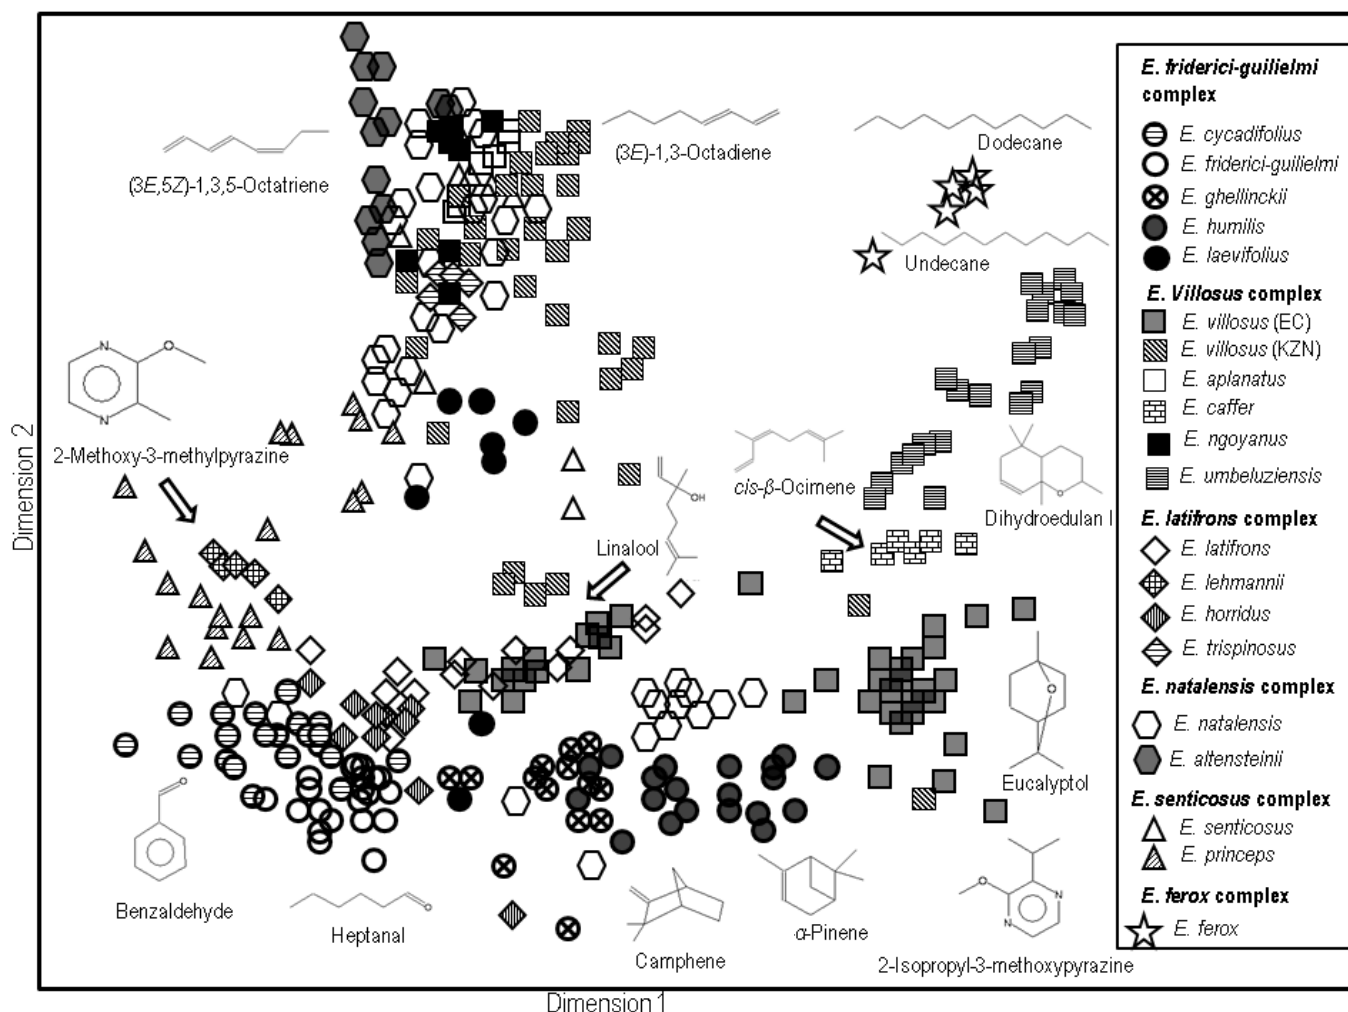 Dodecane
(3E)-1,3-Octadiene
(3E,5Z)-1,3,5-Octatriene
Undecane
N
O
N
2-Methoxy-3-methylpyrazine
cis-β-Ocimene
OH
O
Dihydroedulan I
Linalool
O
Eucalyptol
O
Benzaldehyde
O
Heptanal
Camphene
α-Pinene
O
N
N
2-Isopropyl-3-methoxypyrazine
Dimension 2
Dimension 1
E. friderici-guilielmi
complex
E. cycadifolius
E. friderici-guilielmi
E. ghellinckii
E. humilis
E. laevifolius
E. Villosus complex
E. villosus (EC)
E. villosus (KZN)
E. aplanatus
E. caffer
E. ngoyanus
E. umbeluziensis
E. latifrons complex
E. latifrons
E. lehmannii
E. horridus
E. trispinosus
E. natalensis complex
E. natalensis
E. altensteinii
E. senticosus complex
E. senticosus
E. princeps
E. ferox complex
E. ferox